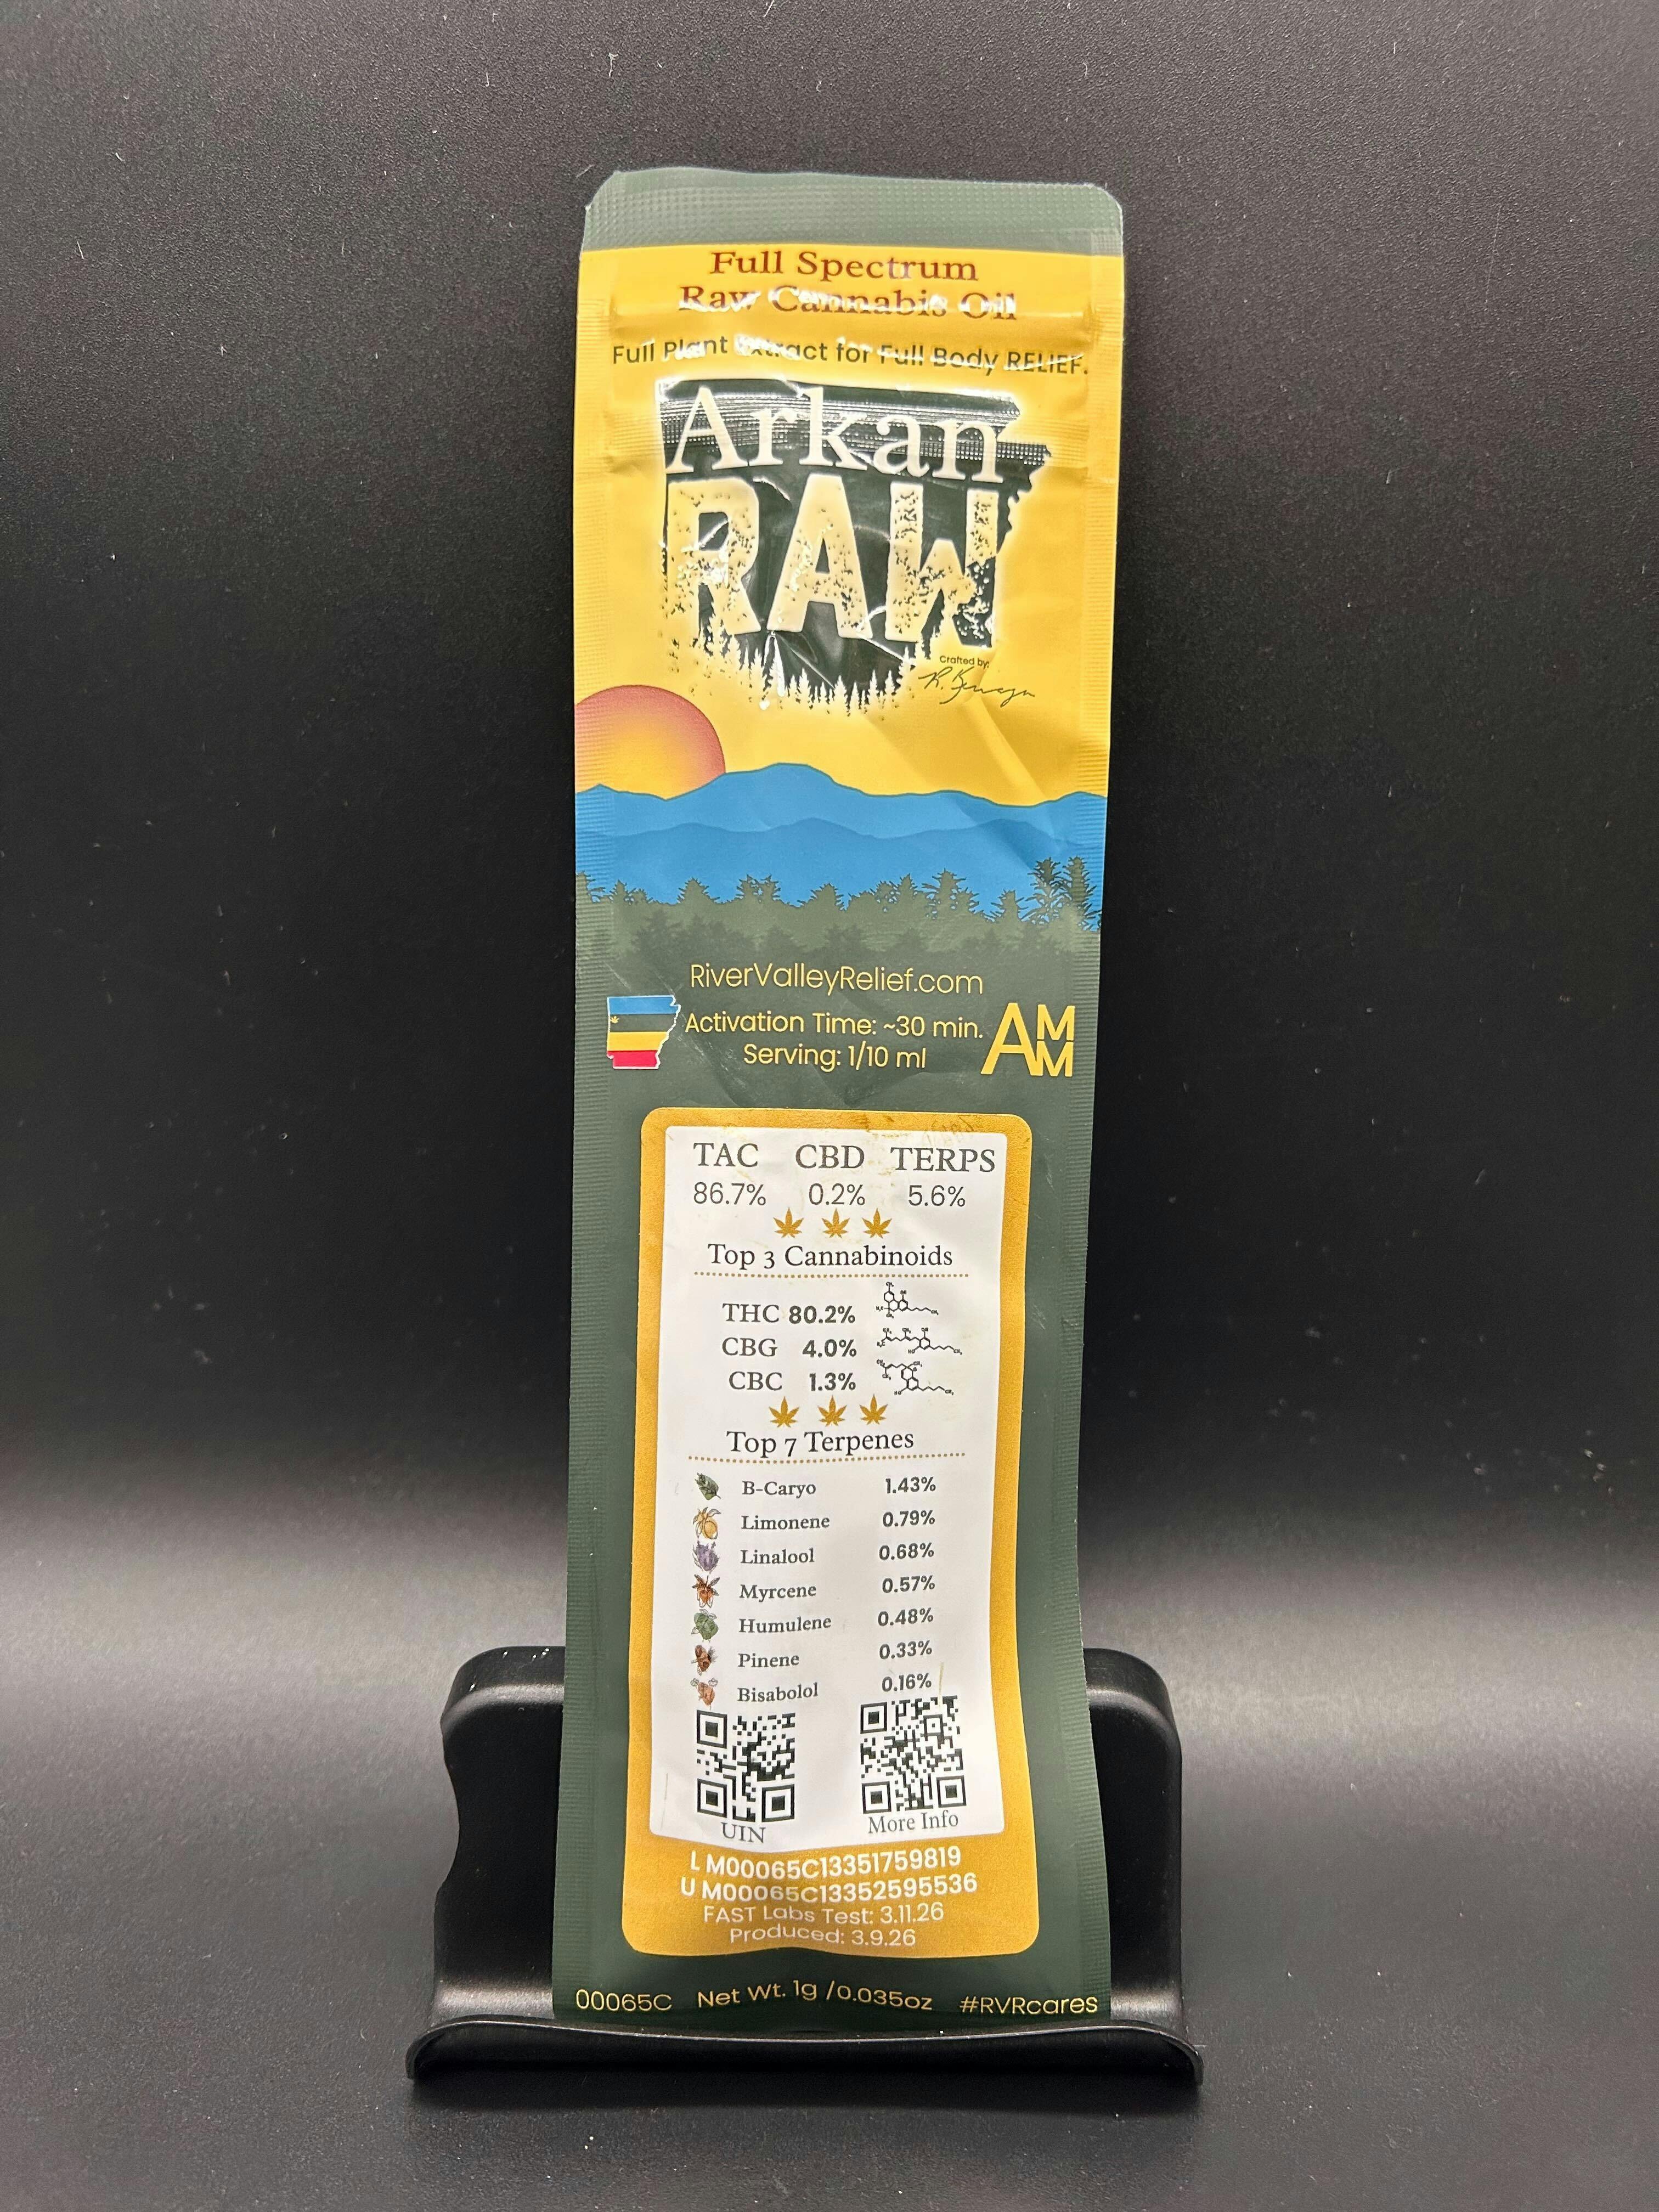 Full Spectrum
Raw Cannabis Oil
Full Plant Extract for Full Body RELIEF.
Arkan
RAW
Crafted by:
RiverValleyRelief.com
Activation Time: ~30 min.
Serving: 1/10 ml
AMM
TAC CBD TERPS
86.7% 0.2% 5.6%
Top 3 Cannabinoids
THC 80.2%
CBG 4.0%
CBC 1.3%
Top 7 Terpenes
B-Caryo 1.43%
Limonene 0.79%
Linalool 0.68%
Myrcene 0.57%
Humulene 0.48%
Pinene 0.33%
Bisabolol 0.16%
UIN More Info
L M00065C13351759819
U M00065C13352595536
FAST Labs Test: 3.11.26
Produced: 3.9.26
00065C Net Wt. 1g /0.035oz #RVRcares